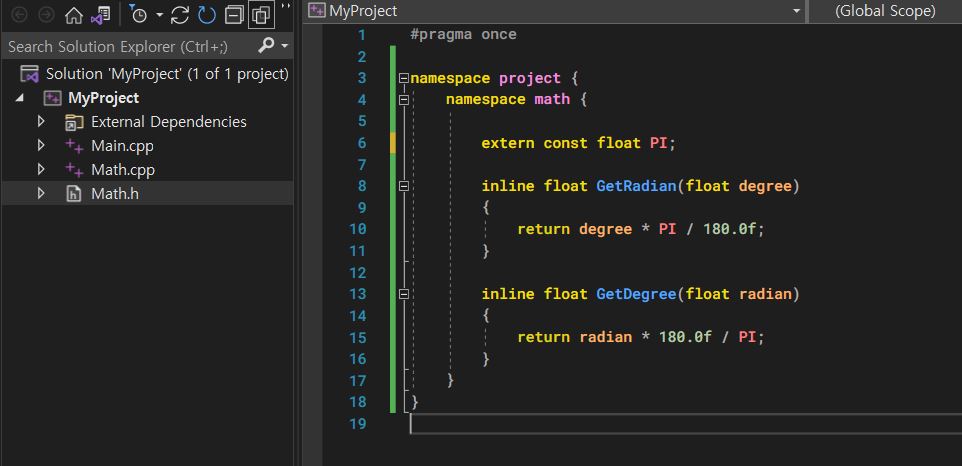 Search Solution Explorer (Ctrl+;)
Solution 'MyProject' (1 of 1 project)
MyProject
External Dependencies
Main.cpp
Math.cpp
Math.h
MyProject
(Global Scope)
1 #pragma once
2
3 namespace project {
4 namespace math {
5
6 extern const float PI;
7
8 inline float GetRadian(float degree)
9 {
10 return degree * PI / 180.0f;
11 }
12
13 inline float GetDegree(float radian)
14 {
15 return radian * 180.0f / PI;
16 }
17 }
18 }
19